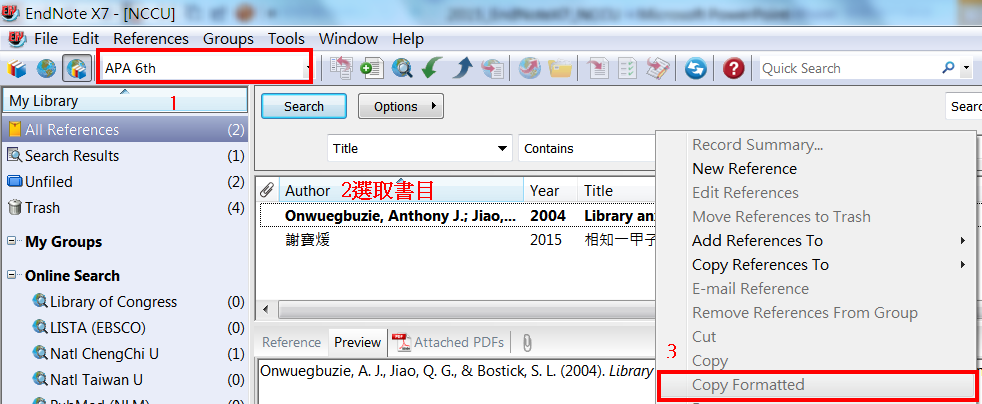 EndNote X7 - [NCCU]
File Edit References Groups Tools Window Help
APA 6th
Quick Search
My Library
1
All References (2)
Search Results (1)
Unfiled (2)
Trash (4)
My Groups
Online Search
Library of Congress (0)
LISTA (EBSCO) (0)
Natl ChengChi U (1)
Natl Taiwan U (0)
PubMed (NLM) (0)
Search Options
Title Contains
Author 2選取書目 Year Title
Onwuegbuzie, Anthony J.; Jiao,... 2004 Library an
謝寶煖 2015 相知一甲子
Reference Preview Attached PDFs
Onwuegbuzie, A. J., Jiao, Q. G., & Bostick, S. L. (2004). Library
Record Summary...
New Reference
Edit References
Move References to Trash
Add References To
Copy References To
E-mail Reference
Remove References From Group
Cut
3
Copy
Copy Formatted